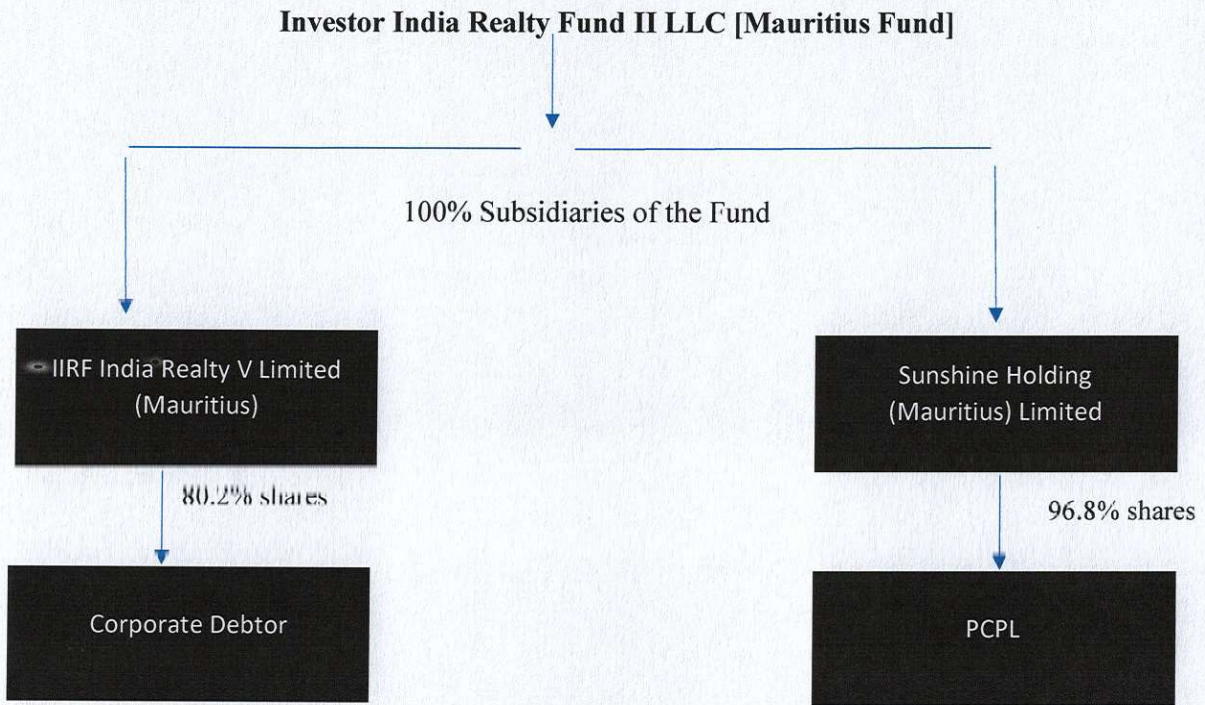 Investor India Realty Fund II LLC [Mauritius Fund]
100% Subsidiaries of the Fund
IIRF India Realty V Limited
(Mauritius)
Sunshine Holding
(Mauritius) Limited
80.2% shares
96.8% shares
Corporate Debtor
PCPL